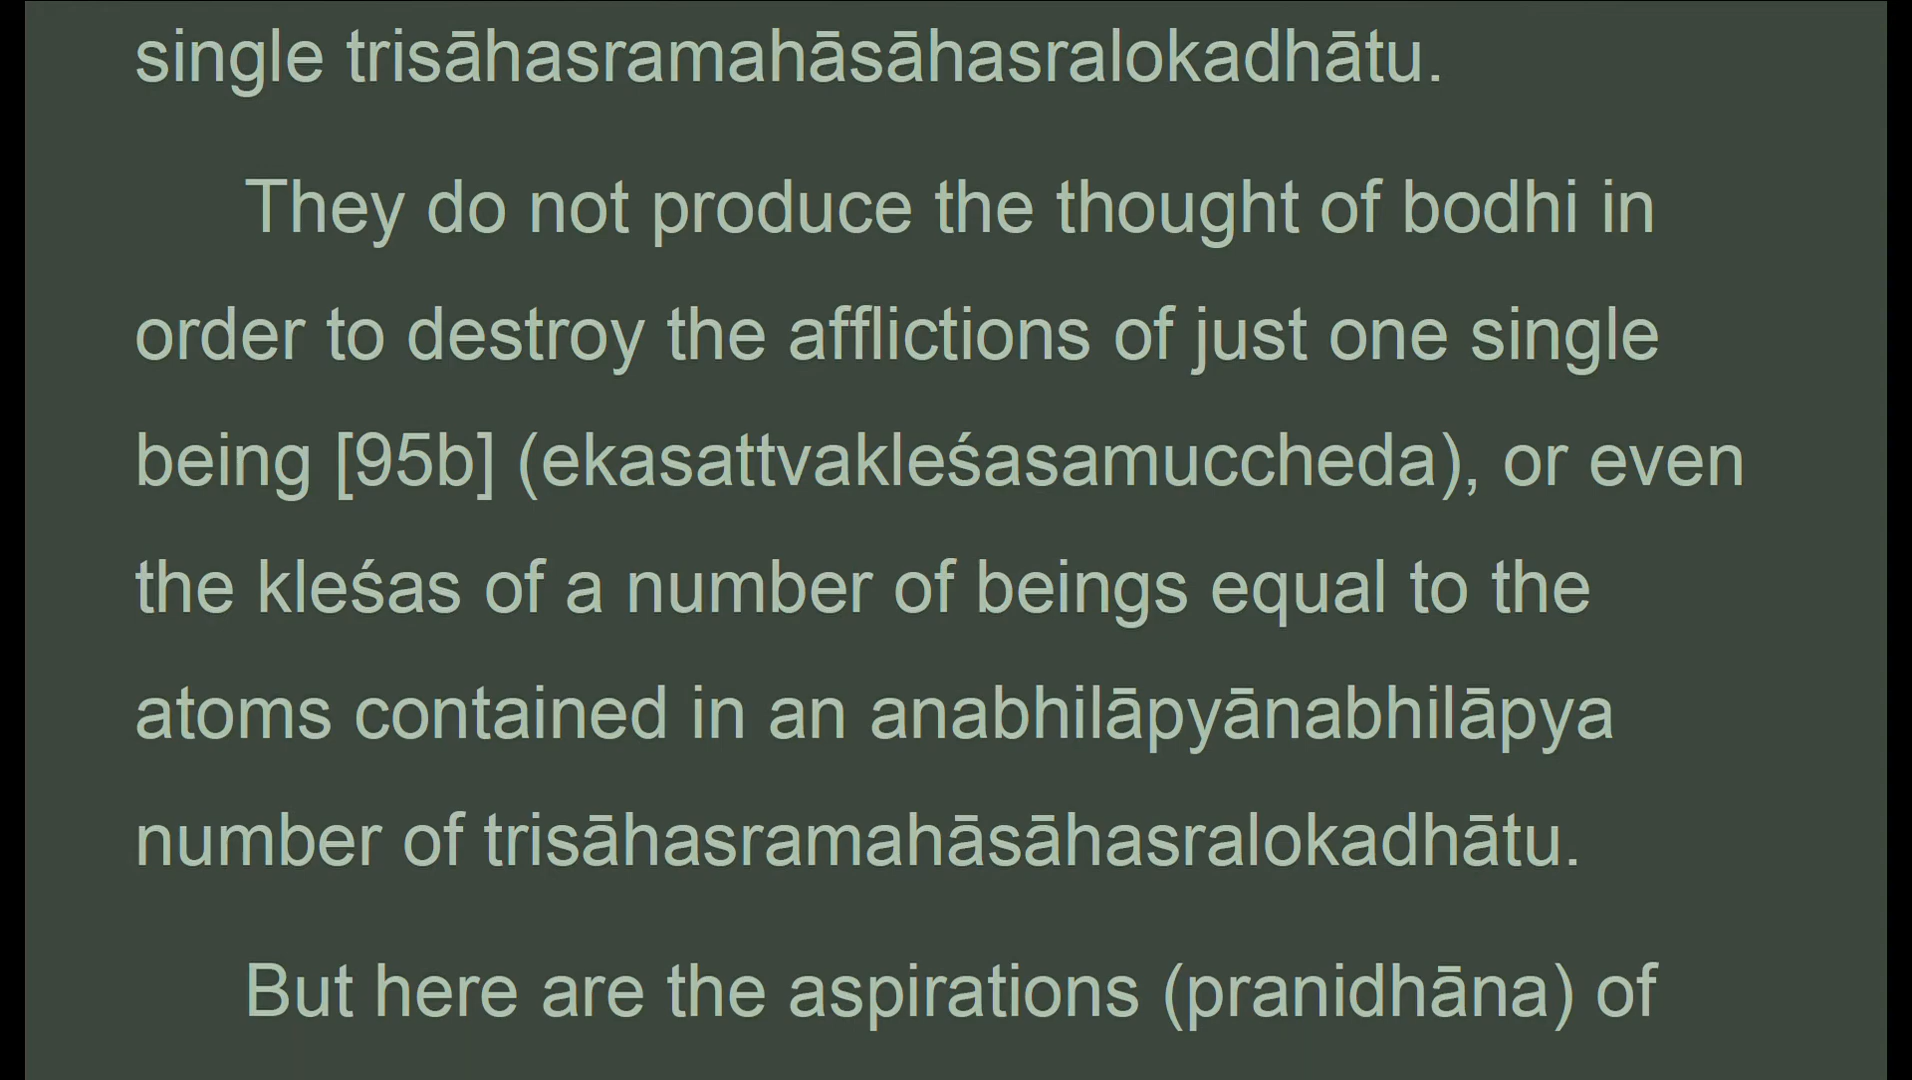 single trisāhasramahāsāhasralokadhātu.
They do not produce the thought of bodhi in
order to destroy the afflictions of just one single
being [95b] (ekasattvakleśasamuccheda), or even
the kleśas of a number of beings equal to the
atoms contained in an anabhilāpyānabhilāpya
number of trisāhasramahāsāhasralokadhātu.
But here are the aspirations (pranidhāna) of